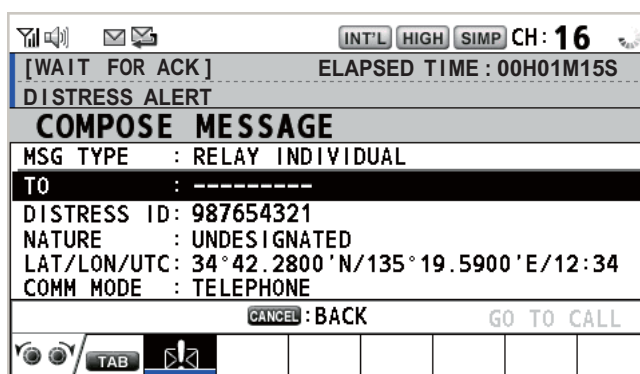 INT'L HIGH SIMP CH: 16
[WAIT FOR ACK] ELAPSED TIME : 00H01M15S
DISTRESS ALERT
COMPOSE MESSAGE
MSG TYPE : RELAY INDIVIDUAL
TO : ---------
DISTRESS ID: 987654321
NATURE : UNDESIGNATED
LAT/LON/UTC: 34°42.2800'N/135°19.5900'E/12:34
COMM MODE : TELEPHONE
CANCEL : BACK GO TO CALL
TAB